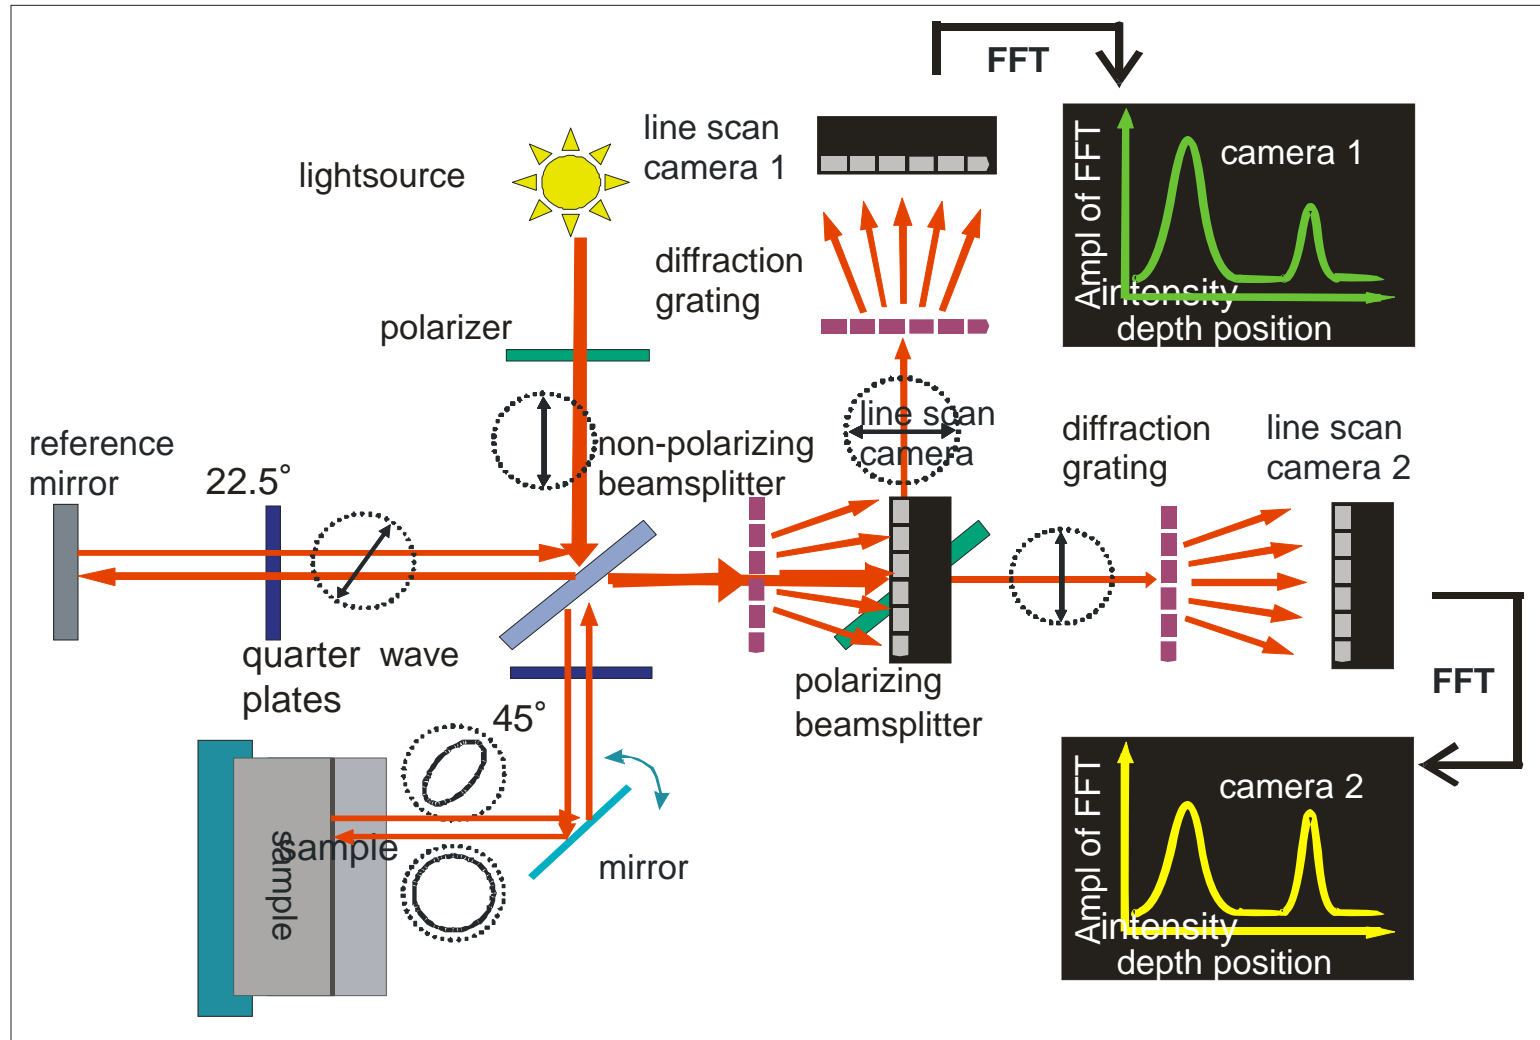 FFT
line scan
camera 1
lightsource
camera 1
Ampl of FFT
intensity
depth position
diffraction
grating
polarizer
line scan
camera
diffraction
grating
line scan
camera 2
reference
mirror
22.5°
non-polarizing
beamsplitter
quarter wave
plates
45°
polarizing
beamsplitter
FFT
camera 2
Ampl of FFT
intensity
depth position
sample
sample
mirror